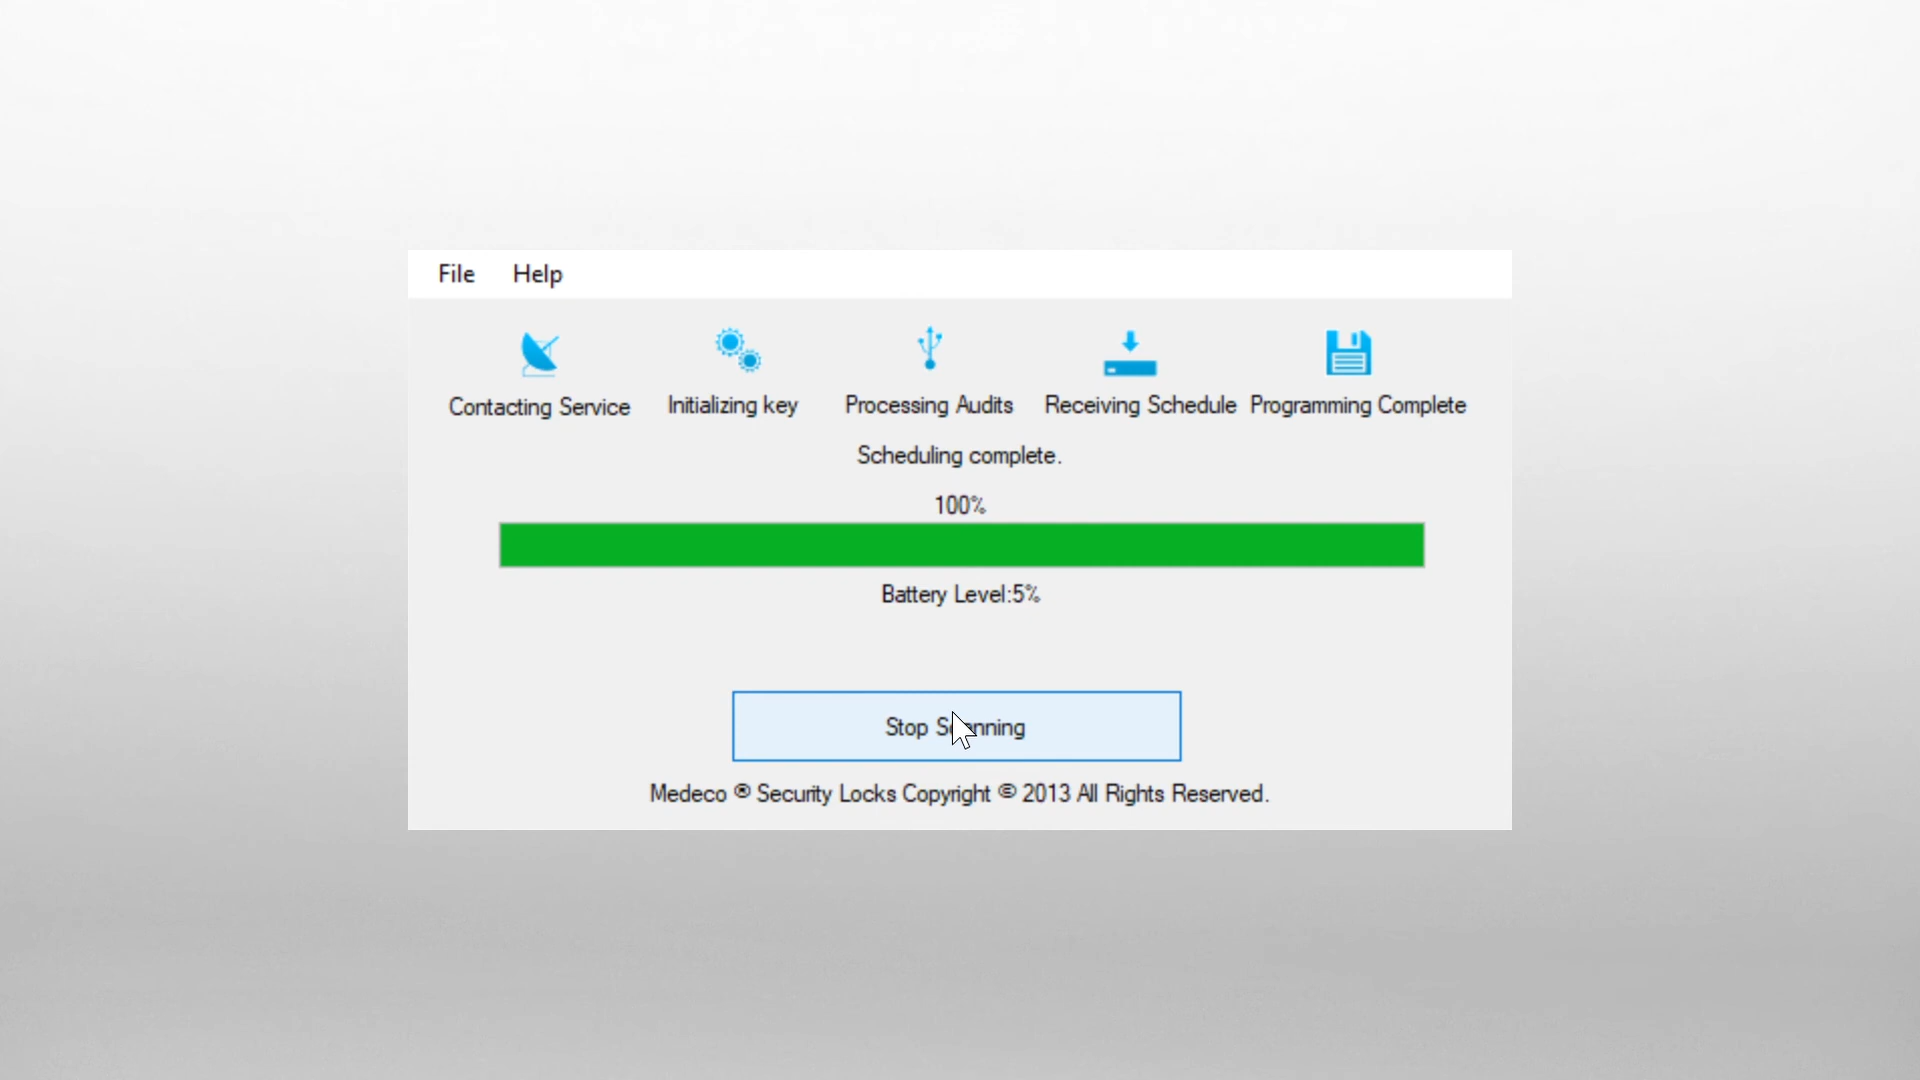 File Help
Contacting Service Initializing key Processing Audits Receiving Schedule Programming Complete
Scheduling complete.
100%
Battery Level:5%
Stop
Medeco ® Security Locks Copyright © 2013 All Rights Reserved.